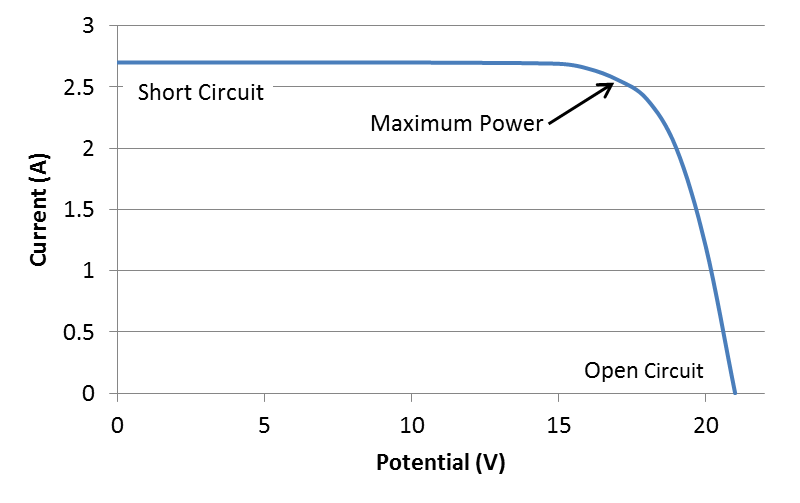 3
2.5
2
1.5
1
0.5
0
Short Circuit
Maximum Power
Open Circuit
Current (A)
0 5 10 15 20
Potential (V)